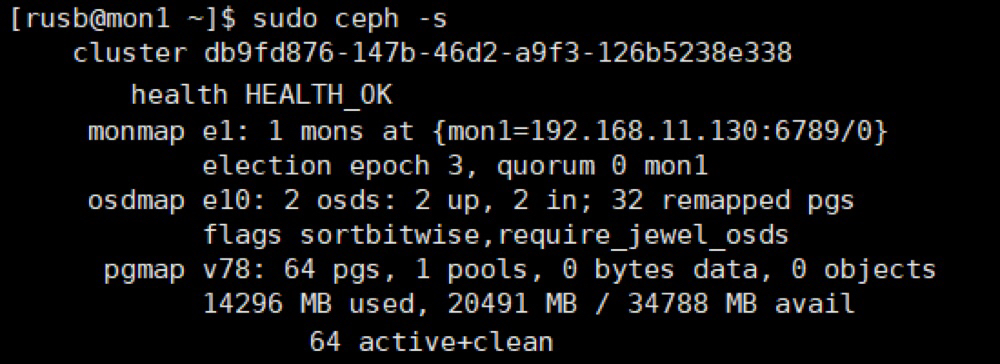 [rusb@mon1 ~]$ sudo ceph -s
cluster db9fd876-147b-46d2-a9f3-126b5238e338
health HEALTH_OK
monmap e1: 1 mons at {mon1=192.168.11.130:6789/0}
election epoch 3, quorum 0 mon1
osdmap e10: 2 osds: 2 up, 2 in; 32 remapped pgs
flags sortbitwise,require_jewel_osds
pgmap v78: 64 pgs, 1 pools, 0 bytes data, 0 objects
14296 MB used, 20491 MB / 34788 MB avail
64 active+clean